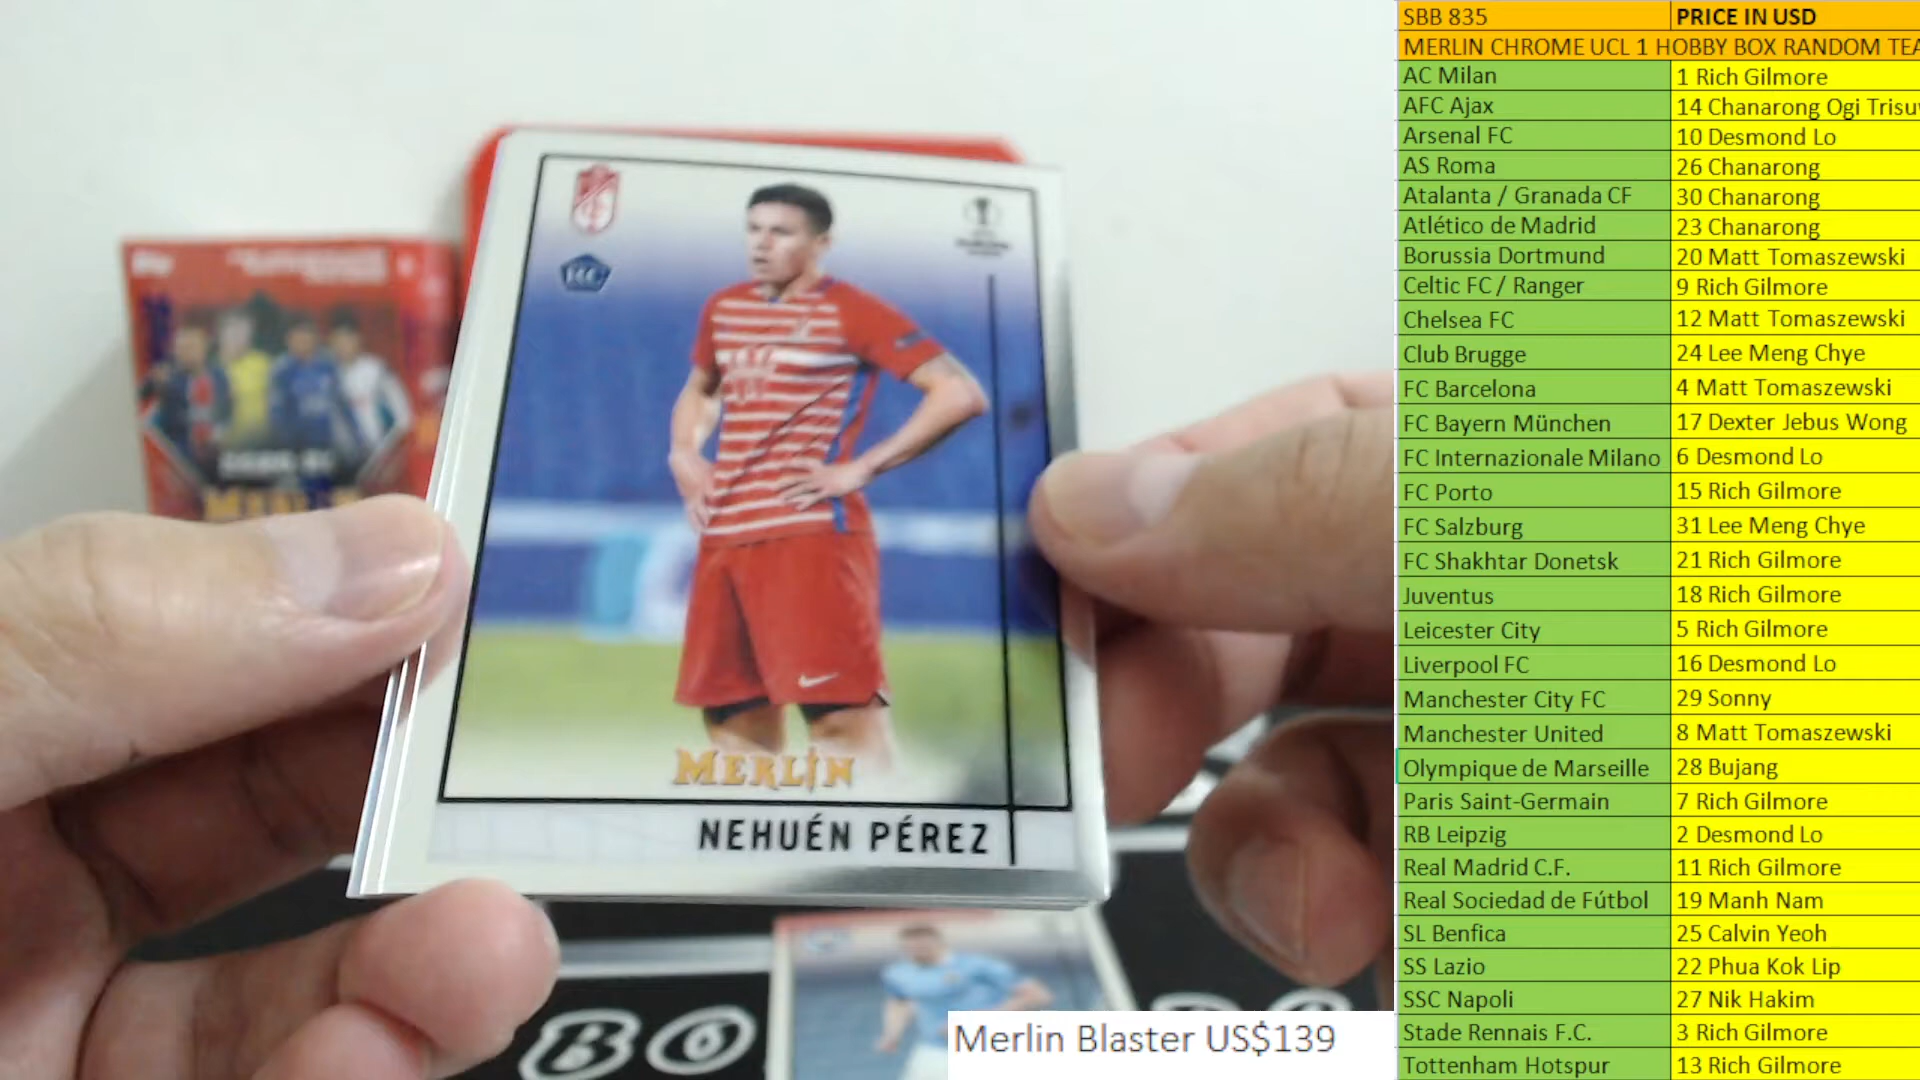 RC
MERLIN
NEHUÉN PÉREZ
MERLIN
Merlin Blaster US$139
SBB 835 PRICE IN USD
MERLIN CHROME UCL 1 HOBBY BOX RANDOM TEA
AC Milan 1 Rich Gilmore
AFC Ajax 14 Chanarong Ogi Trisuv
Arsenal FC 10 Desmond Lo
AS Roma 26 Chanarong
Atalanta / Granada CF 30 Chanarong
Atlético de Madrid 23 Chanarong
Borussia Dortmund 20 Matt Tomaszewski
Celtic FC / Ranger 9 Rich Gilmore
Chelsea FC 12 Matt Tomaszewski
Club Brugge 24 Lee Meng Chye
FC Barcelona 4 Matt Tomaszewski
FC Bayern München 17 Dexter Jebus Wong
FC Internazionale Milano 6 Desmond Lo
FC Porto 15 Rich Gilmore
FC Salzburg 31 Lee Meng Chye
FC Shakhtar Donetsk 21 Rich Gilmore
Juventus 18 Rich Gilmore
Leicester City 5 Rich Gilmore
Liverpool FC 16 Desmond Lo
Manchester City FC 29 Sonny
Manchester United 8 Matt Tomaszewski
Olympique de Marseille 28 Bujang
Paris Saint-Germain 7 Rich Gilmore
RB Leipzig 2 Desmond Lo
Real Madrid C.F. 11 Rich Gilmore
Real Sociedad de Fútbol 19 Manh Nam
SL Benfica 25 Calvin Yeoh
SS Lazio 22 Phua Kok Lip
SSC Napoli 27 Nik Hakim
Stade Rennais F.C. 3 Rich Gilmore
Tottenham Hotspur 13 Rich Gilmore